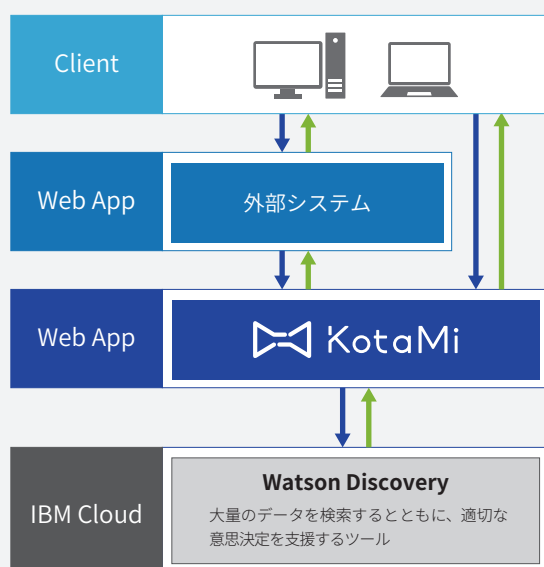 Client
Web App
外部システム
Web App
KotaMi
IBM Cloud
Watson Discovery
大量のデータを検索するとともに、適切な
意思決定を支援するツール